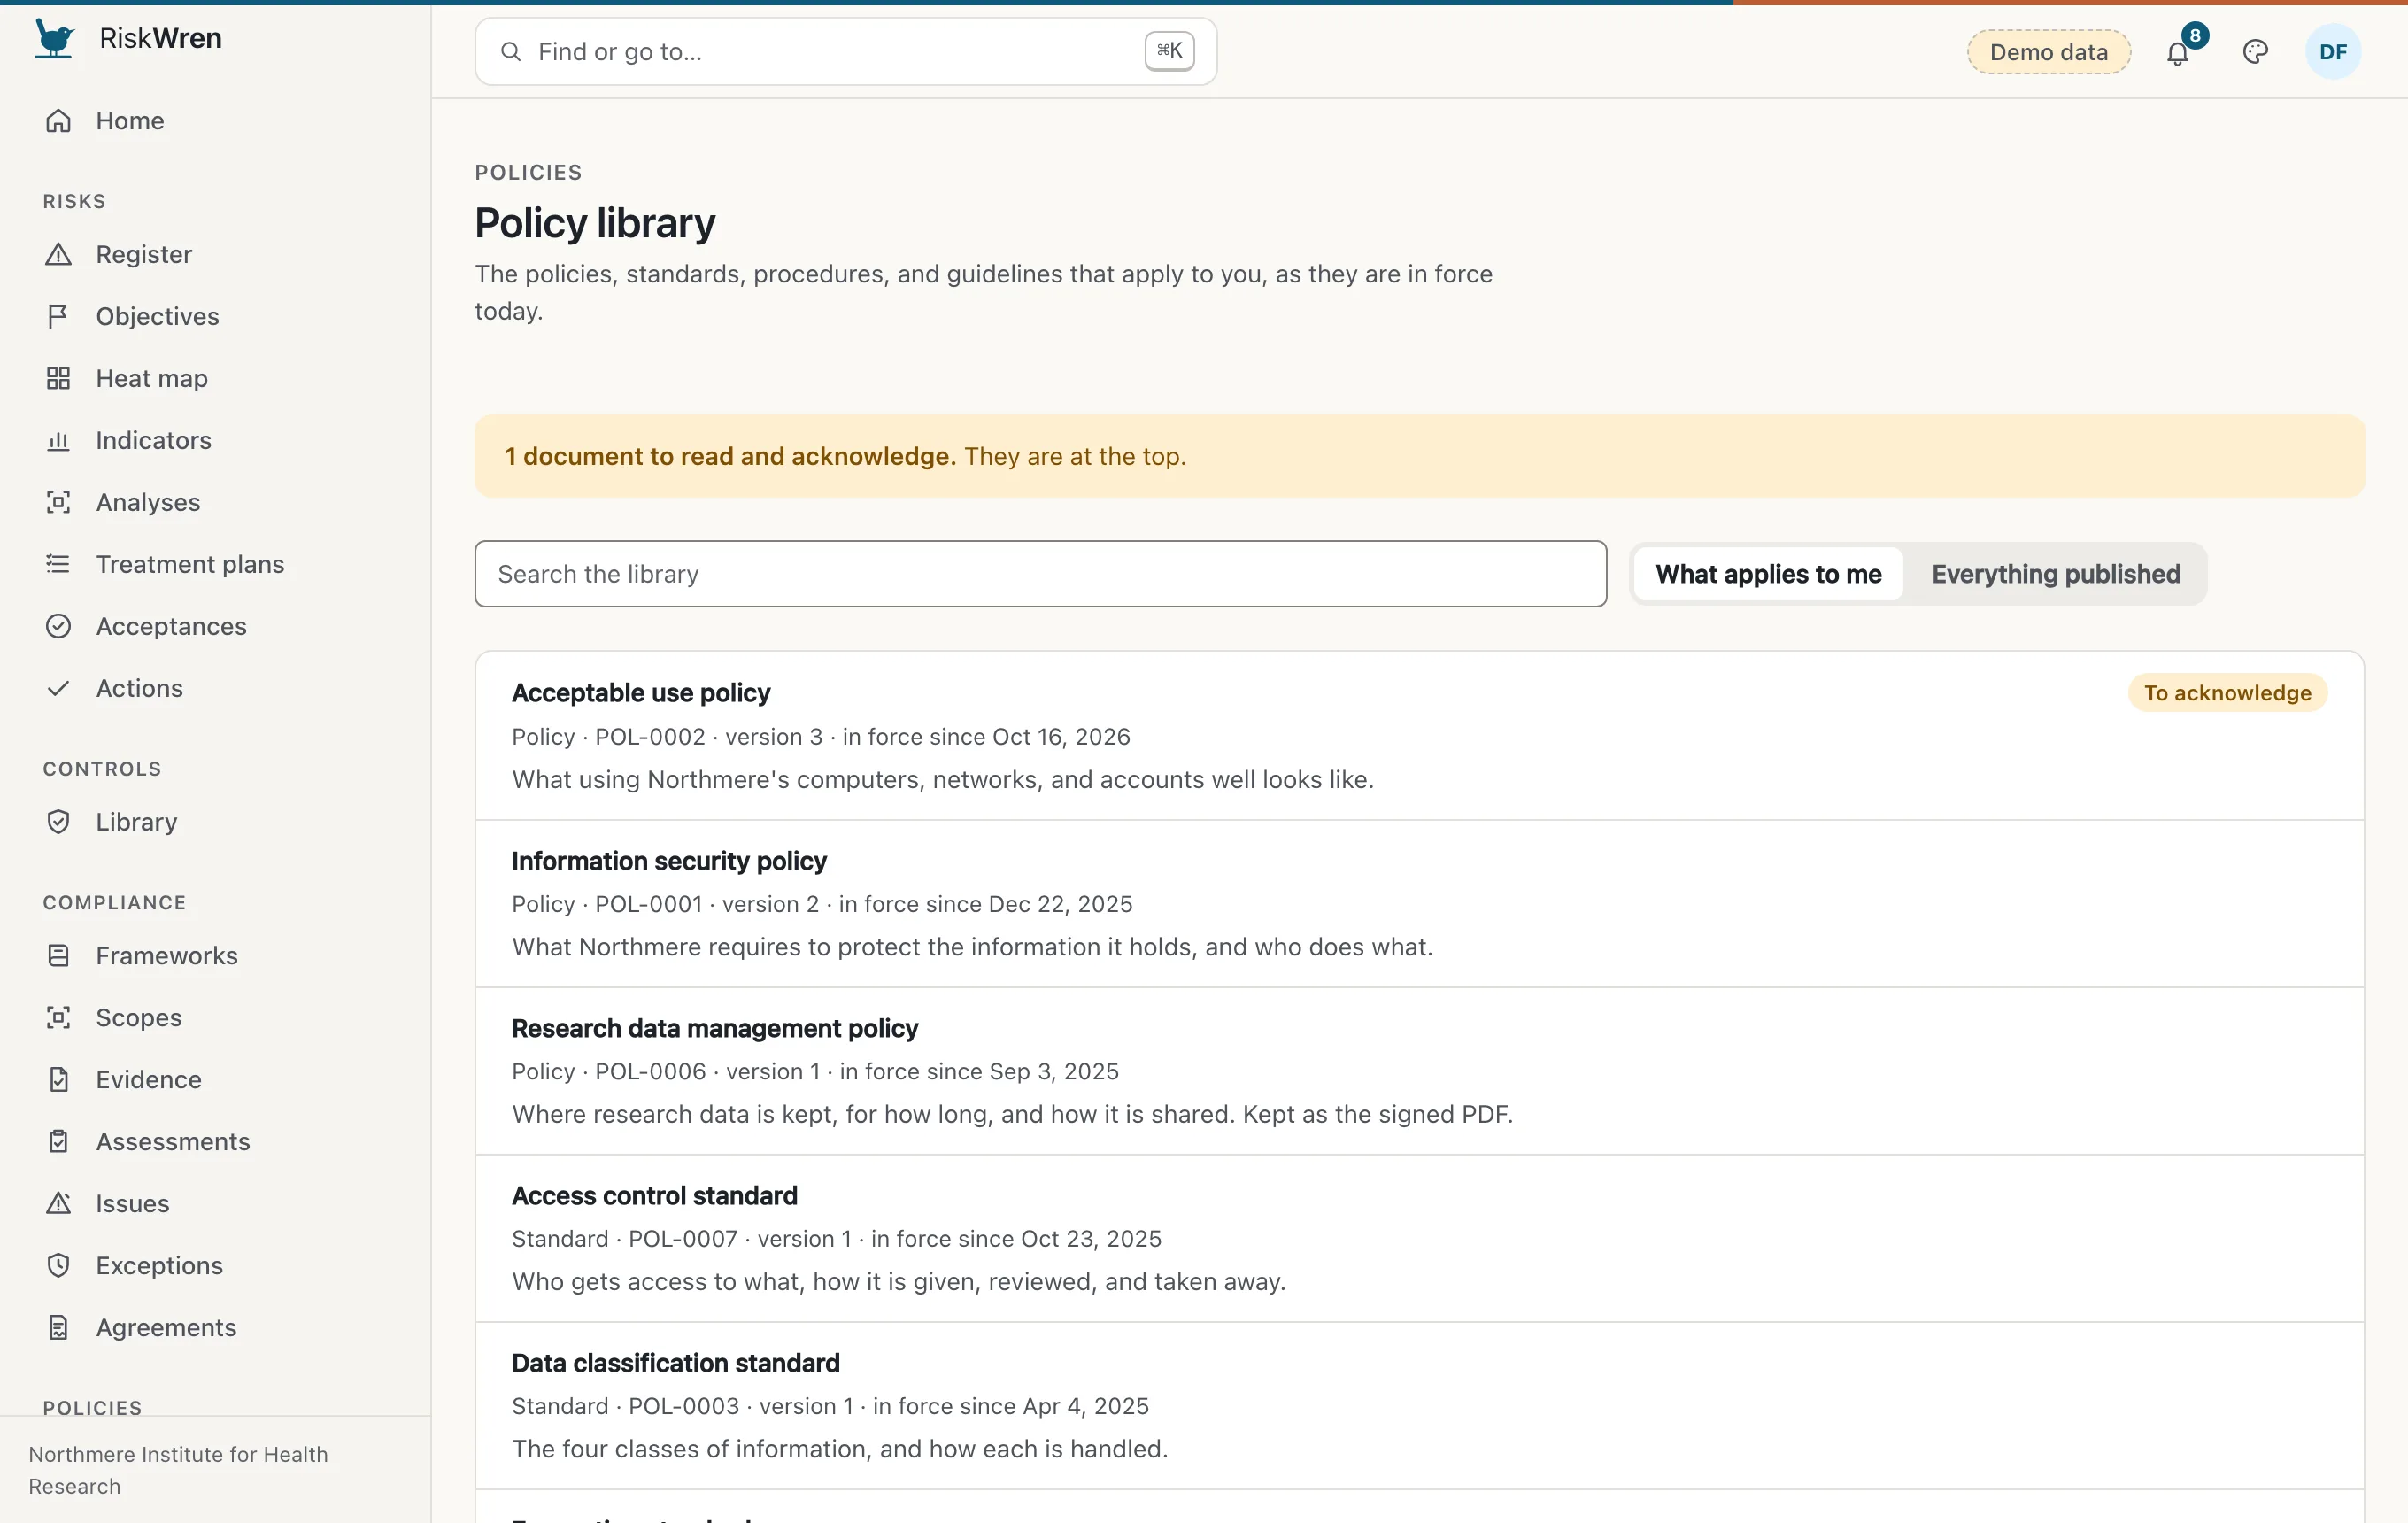 RiskWren
Find or go to...
⌘K
Demo data
8
DF
Home
RISKS
Register
Objectives
Heat map
Indicators
Analyses
Treatment plans
Acceptances
Actions
CONTROLS
Library
COMPLIANCE
Frameworks
Scopes
Evidence
Assessments
Issues
Exceptions
Agreements
POLICIES
Northmere Institute for Health
Research
POLICIES
Policy library
The policies, standards, procedures, and guidelines that apply to you, as they are in force
today.
1 document to read and acknowledge. They are at the top.
Search the library
What applies to me
Everything published
Acceptable use policy
To acknowledge
Policy · POL-0002 · version 3 · in force since Oct 16, 2026
What using Northmere's computers, networks, and accounts well looks like.
Information security policy
Policy · POL-0001 · version 2 · in force since Dec 22, 2025
What Northmere requires to protect the information it holds, and who does what.
Research data management policy
Policy · POL-0006 · version 1 · in force since Sep 3, 2025
Where research data is kept, for how long, and how it is shared. Kept as the signed PDF.
Access control standard
Standard · POL-0007 · version 1 · in force since Oct 23, 2025
Who gets access to what, how it is given, reviewed, and taken away.
Data classification standard
Standard · POL-0003 · version 1 · in force since Apr 4, 2025
The four classes of information, and how each is handled.